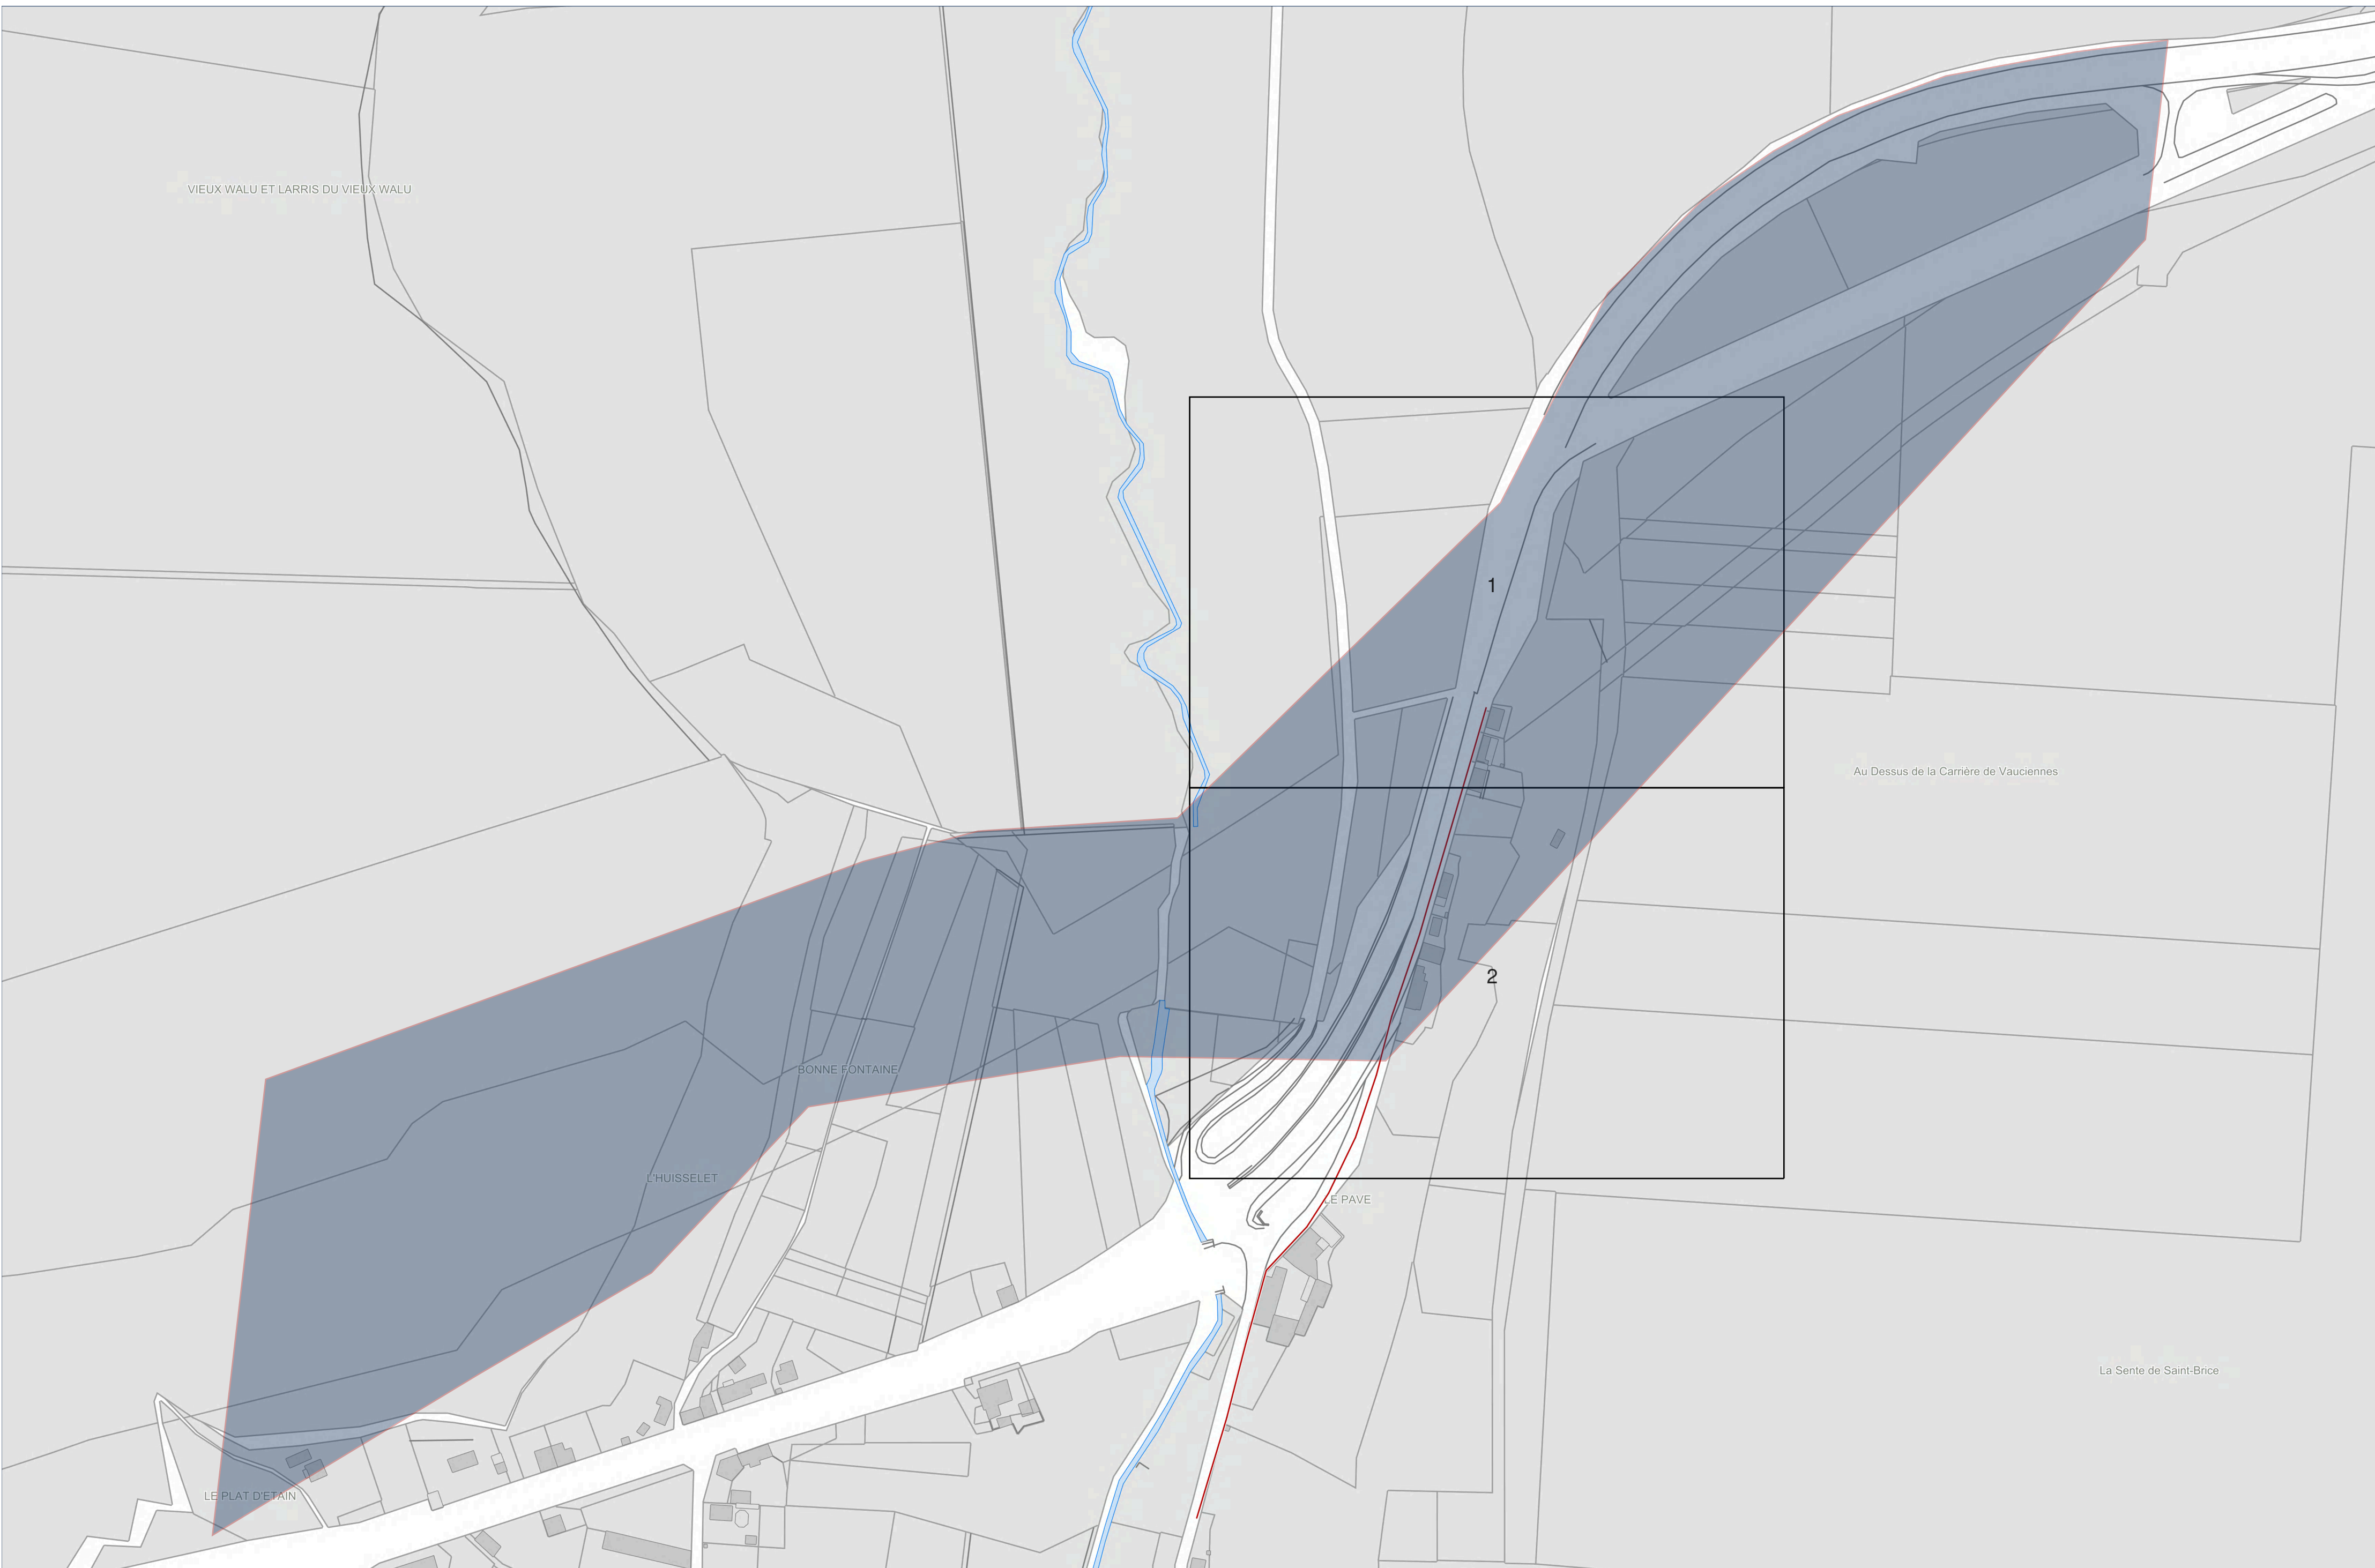 VIEUX WALU ET LARRIS DU VIEUX WALU
1
Au Dessus de la Carrière de Vauciennes
2
BONNE FONTAINE
L'HUISSELET
LE PAVE
La Sente de Saint-Brice
LE PLAT D'ETAIN